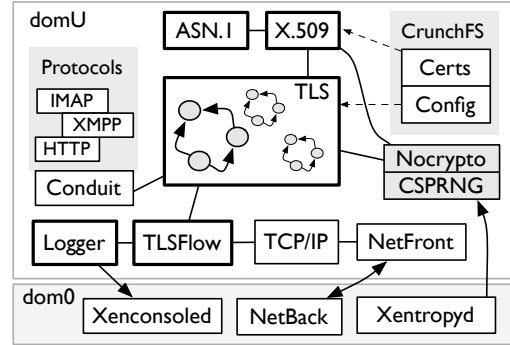 domU
ASN.1
X.509
CrunchFS
Certs
Config
Protocols
IMAP
XMPP
HTTP
TLS
Conduit
Nocrypto
CSPRNG
Logger
TLSFlow
TCP/IP
NetFront
dom0
Xenconsoled
NetBack
Xentropyd